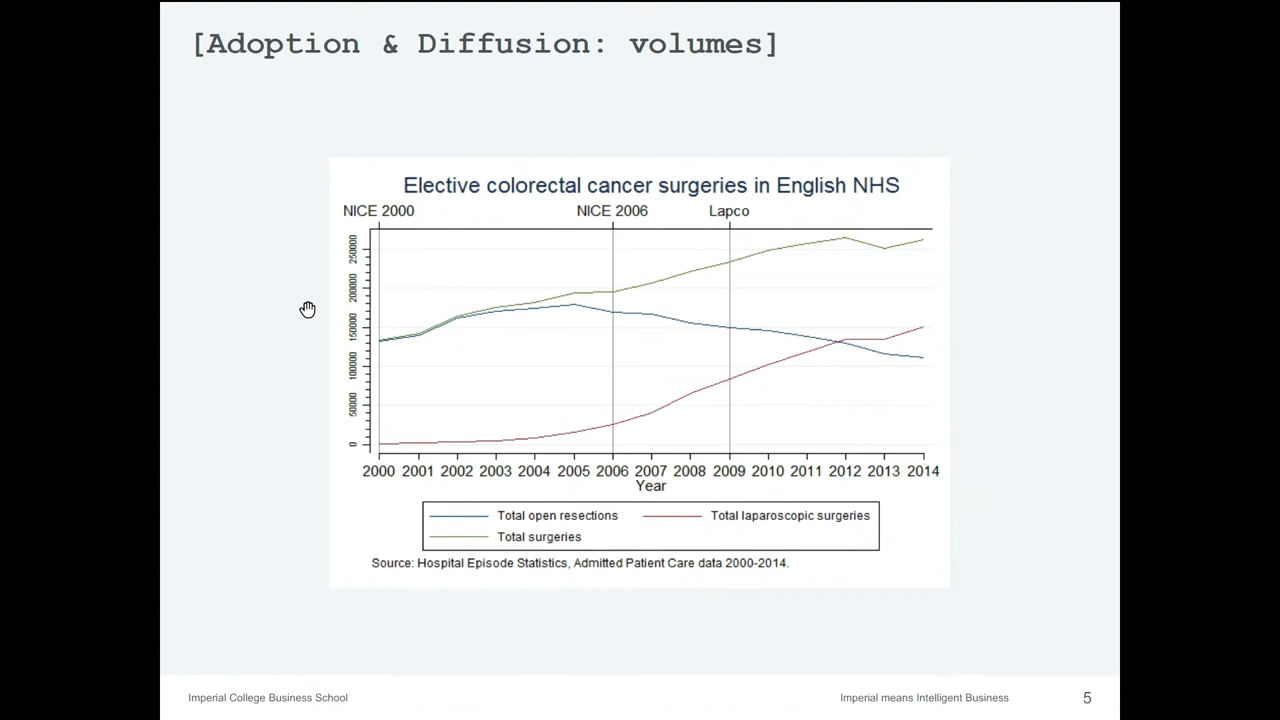 [Adoption & Diffusion: volumes]
Elective colorectal cancer surgeries in English NHS
NICE 2000 NICE 2006 Lapco
250000
200000
150000
100000
50000
0
2000 2001 2002 2003 2004 2005 2006 2007 2008 2009 2010 2011 2012 2013 2014
Year
Total open resections Total laparoscopic surgeries
Total surgeries
Source: Hospital Episode Statistics, Admitted Patient Care data 2000-2014.
Imperial College Business School Imperial means Intelligent Business 5